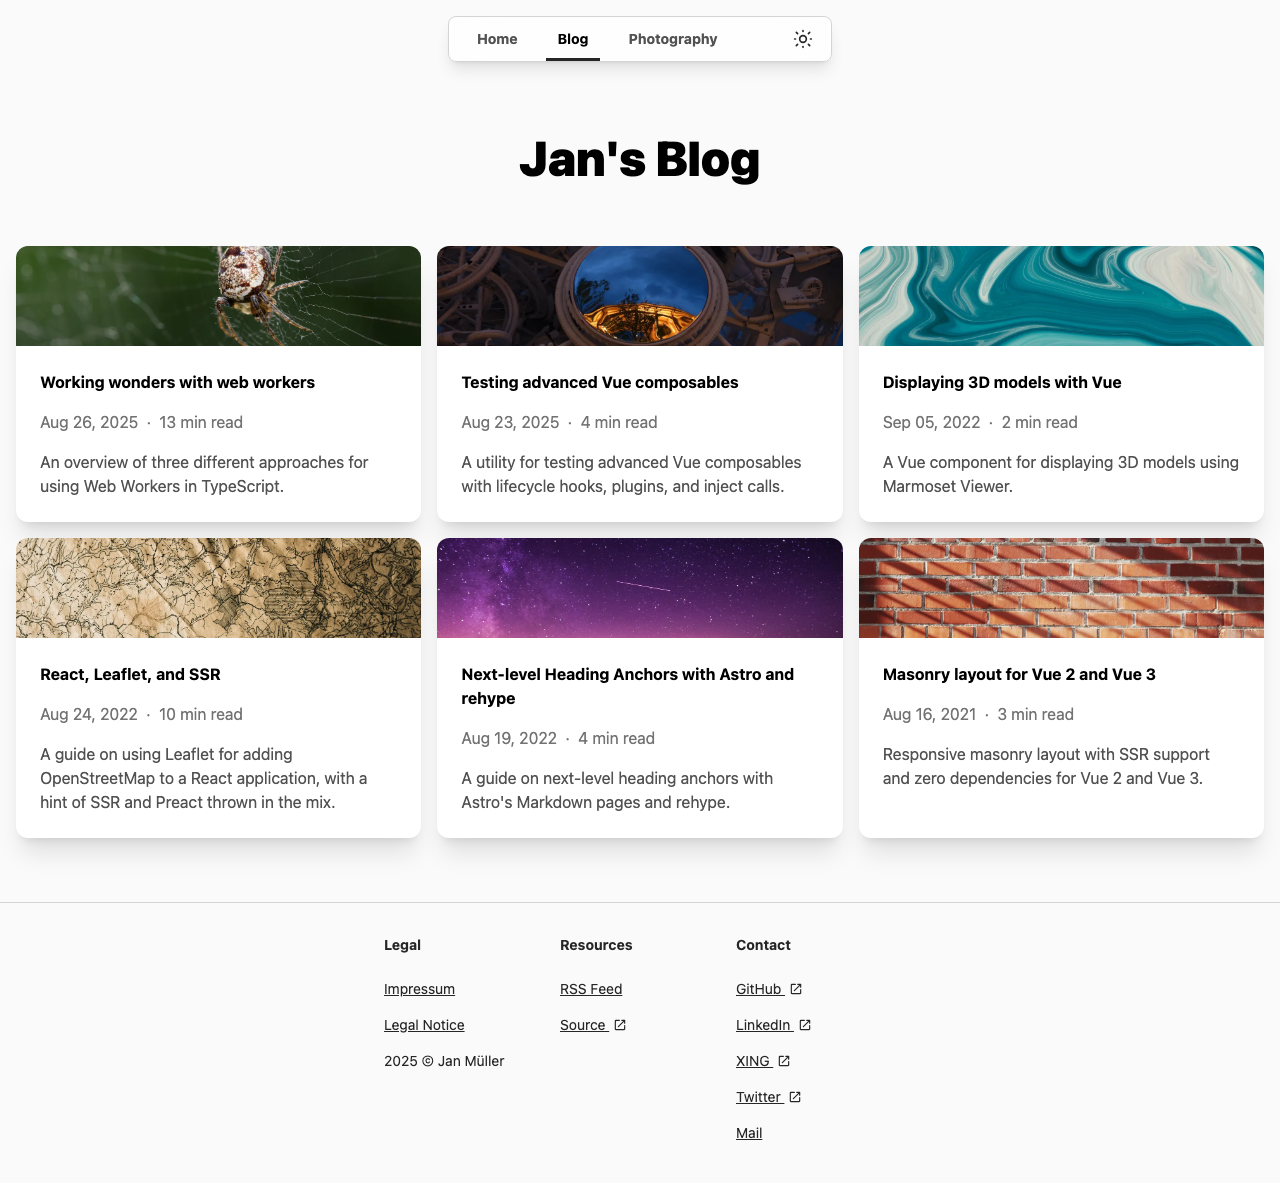 Home Blog Photography
Jan's Blog
Working wonders with web workers
Aug 26, 2025 · 13 min read
An overview of three different approaches for
using Web Workers in TypeScript.
Testing advanced Vue composables
Aug 23, 2025 · 4 min read
A utility for testing advanced Vue composables
with lifecycle hooks, plugins, and inject calls.
Displaying 3D models with Vue
Sep 05, 2022 · 2 min read
A Vue component for displaying 3D models using
Marmoset Viewer.
React, Leaflet, and SSR
Aug 24, 2022 · 10 min read
A guide on using Leaflet for adding
OpenStreetMap to a React application, with a
hint of SSR and Preact thrown in the mix.
Next-level Heading Anchors with Astro and
rehype
Aug 19, 2022 · 4 min read
A guide on next-level heading anchors with
Astro's Markdown pages and rehype.
Masonry layout for Vue 2 and Vue 3
Aug 16, 2021 · 3 min read
Responsive masonry layout with SSR support
and zero dependencies for Vue 2 and Vue 3.
Legal
Impressum
Legal Notice
2025 © Jan Müller
Resources
RSS Feed
Source
Contact
GitHub
LinkedIn
XING
Twitter
Mail